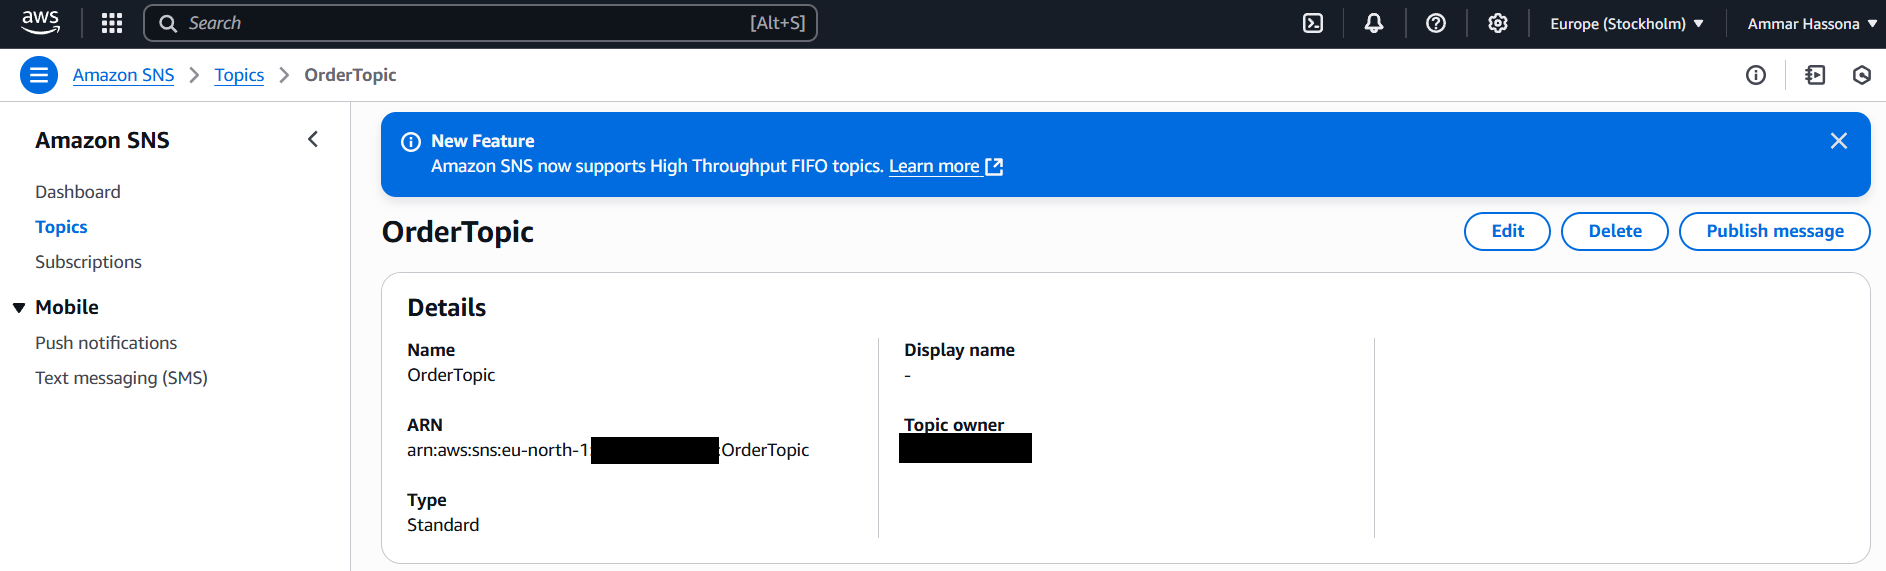 aws
Search [Alt+S]
Europe (Stockholm)
Ammar Hassona
Amazon SNS
Topics
OrderTopic
Amazon SNS
Dashboard
Topics
Subscriptions
Mobile
Push notifications
Text messaging (SMS)
New Feature
Amazon SNS now supports High Throughput FIFO topics. Learn more
OrderTopic
Edit
Delete
Publish message
Details
Name
OrderTopic
ARN
arn:aws:sns:eu-north-1: :OrderTopic
Type
Standard
Display name
-
Topic owner